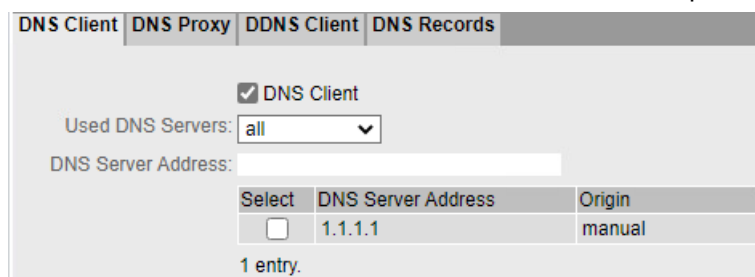 DNS Client DNS Proxy DDNS Client DNS Records
DNS Client
Used DNS Servers: all
DNS Server Address:
Select DNS Server Address Origin
1.1.1.1 manual
1 entry.